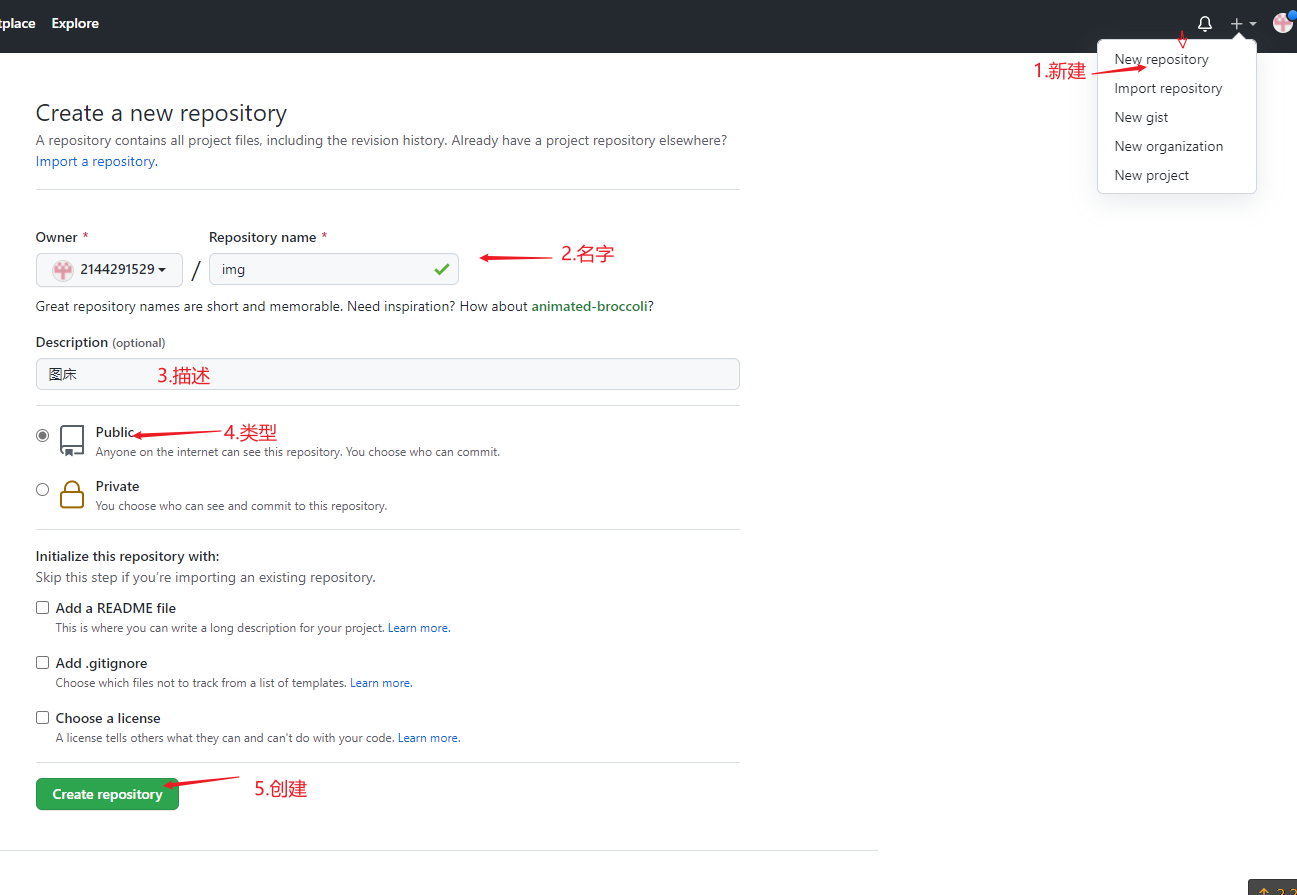 Explore
New repository
1.新建
Import repository
New gist
New organization
New project
Create a new repository
A repository contains all project files, including the revision history. Already have a project repository elsewhere?
Import a repository.
Owner * Repository name *
2144291529 / img
2.名字
Great repository names are short and memorable. Need inspiration? How about animated-broccoli?
Description (optional)
图床
3.描述
Public
4.类型
Anyone on the internet can see this repository. You choose who can commit.
Private
You choose who can see and commit to this repository.
Initialize this repository with:
Skip this step if you're importing an existing repository.
Add a README file
This is where you can write a long description for your project. Learn more.
Add .gitignore
Choose which files not to track from a list of templates. Learn more.
Choose a license
A license tells others what they can and can't do with your code. Learn more.
Create repository
5.创建